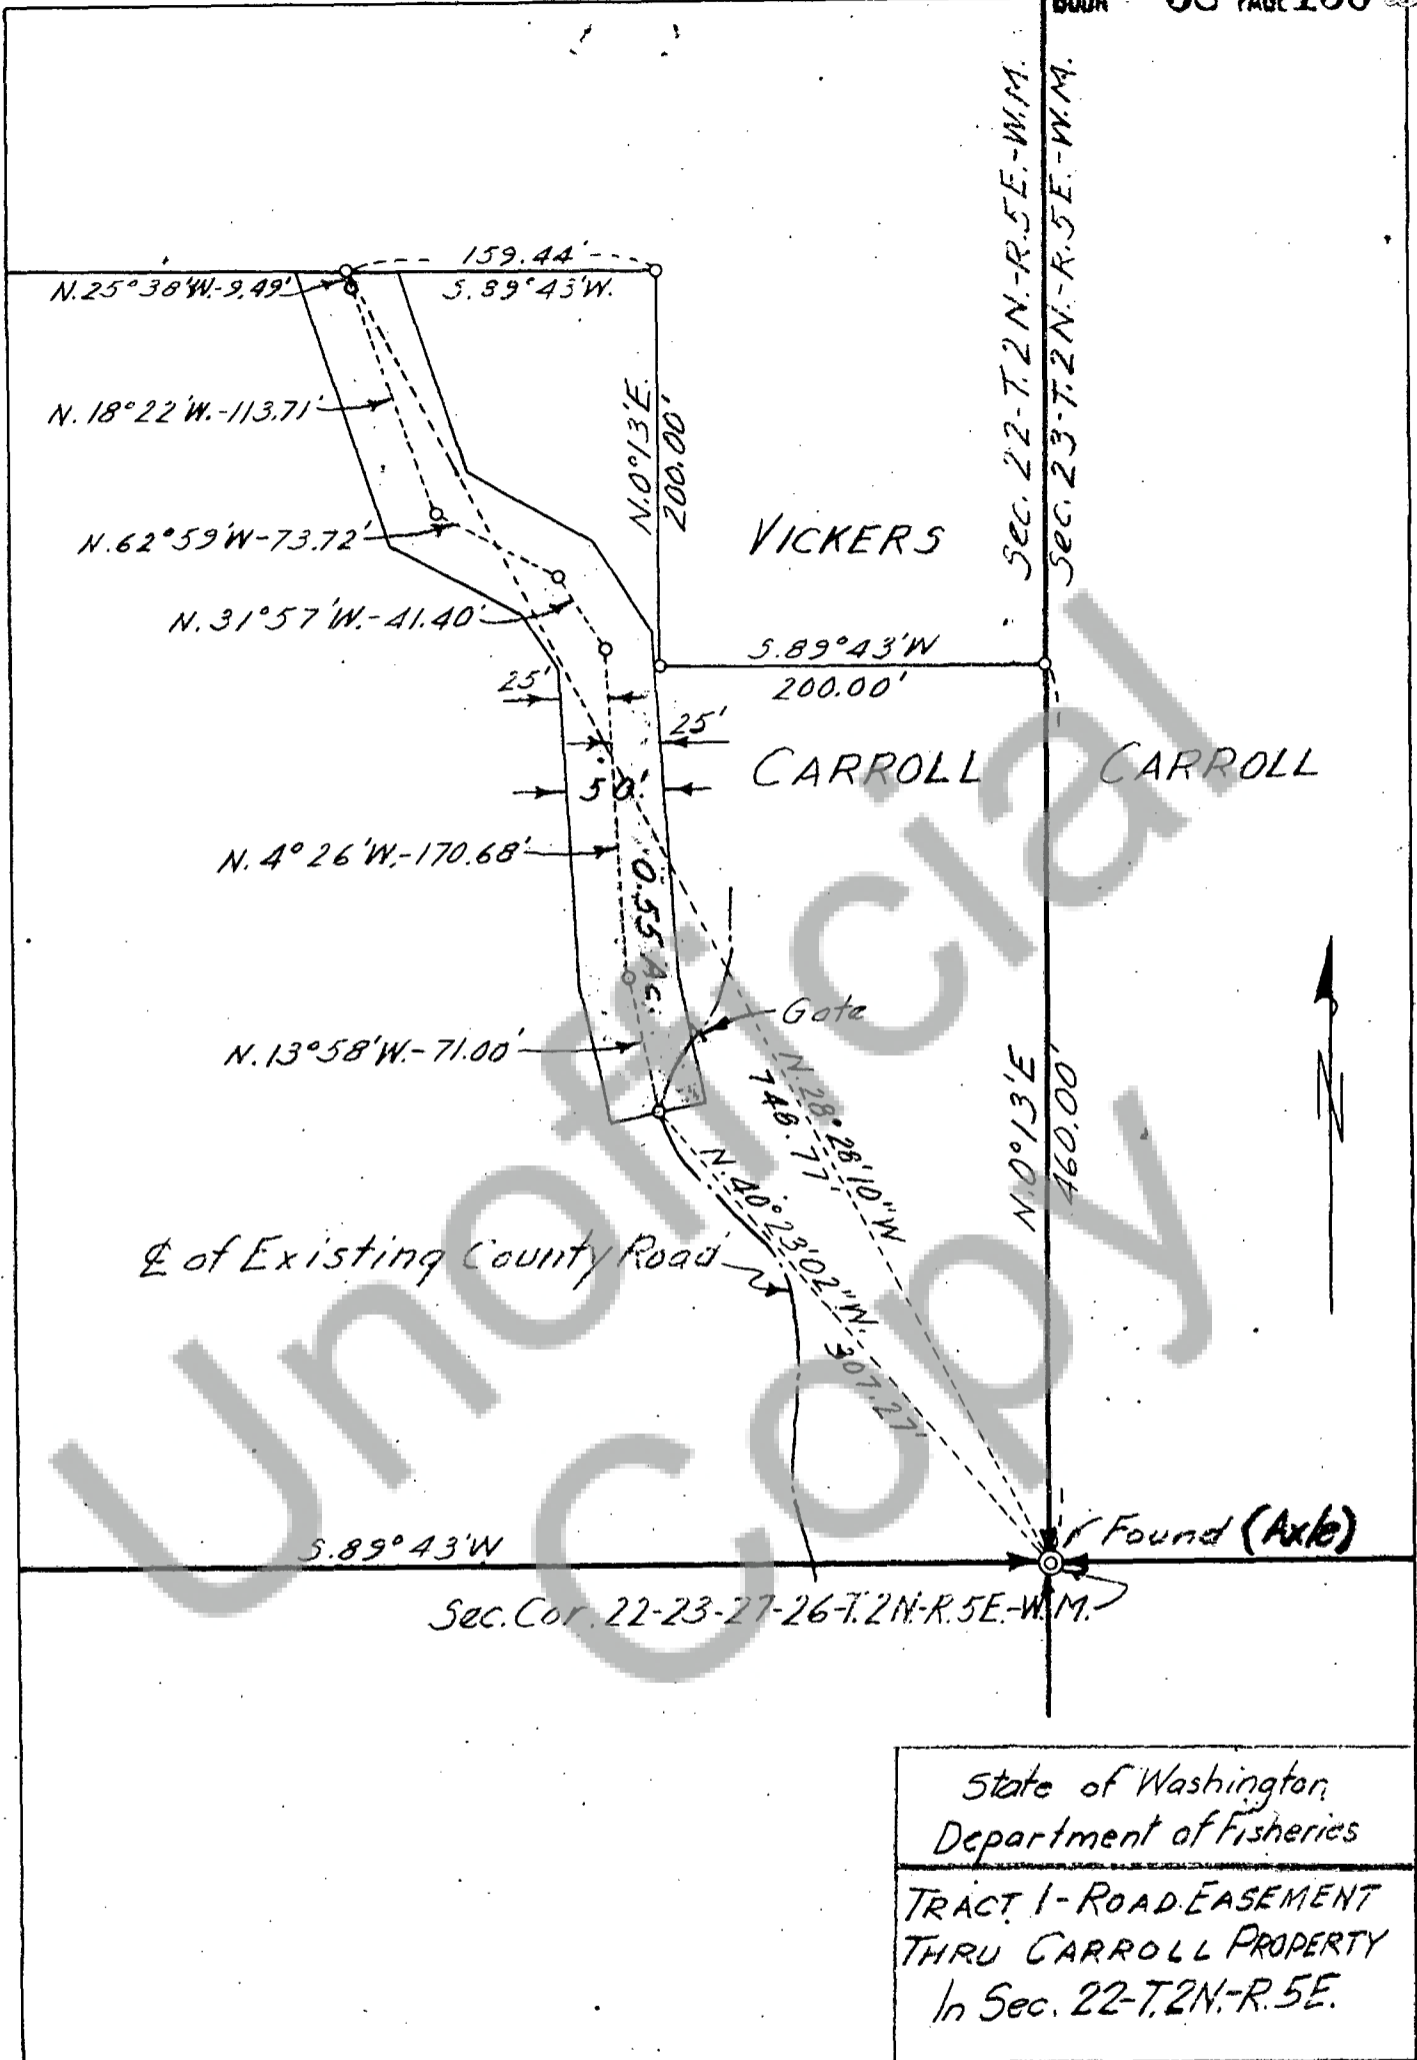 PAGE
Sec. 22-T.2N.-R.5E.-W.M.
Sec. 23-T.2N.-R.5E.-W.M.
159.44'
S.89°43'W.
N.25°38'W.-9.49'
N.18°22'W.-113.71'
N.0°13'E.
200.00'
N.62°59'W-73.72'
VICKERS
N.31°57'W.-41.40'
S.89°43'W
200.00'
25'
25'
CARROLL
CARROLL
50'
N.4°26'W.-170.68'
0.55 Ac.
Gate
N.13°58'W.-71.00'
N.28°28'10"W
748.77'
N.0°13'E
460.00'
N
N.40°23'02"W.
307.27'
℄ of Existing County Road
Unofficial
Copy
Found (Axle)
S.89°43'W
Sec. Cor. 22-23-27-26-T.2N.-R.5E.-W.M.
State of Washington
Department of Fisheries
TRACT 1-ROAD EASEMENT
THRU CARROLL PROPERTY
In Sec. 22-T.2N.-R.5E.